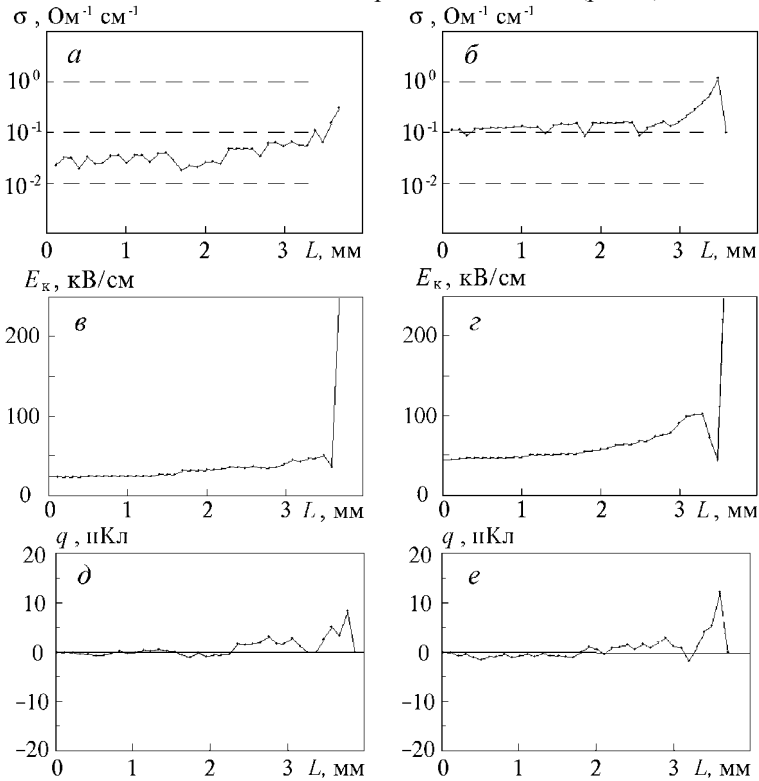 σ , Ом⁻¹ см⁻¹
а
10⁰
10⁻¹
10⁻²
0 1 2 3 L, мм
σ , Ом⁻¹ см⁻¹
б
10⁰
10⁻¹
10⁻²
0 1 2 3 L, мм
Eк , кВ/см
в
200
100
0
0 1 2 3 L, мм
Eк , кВ/см
г
200
100
0
0 1 2 3 L, мм
q , пКл
д
20
10
0
−10
−20
0 1 2 3 L, мм
q , пКл
е
20
10
0
−10
−20
0 1 2 3 L, мм